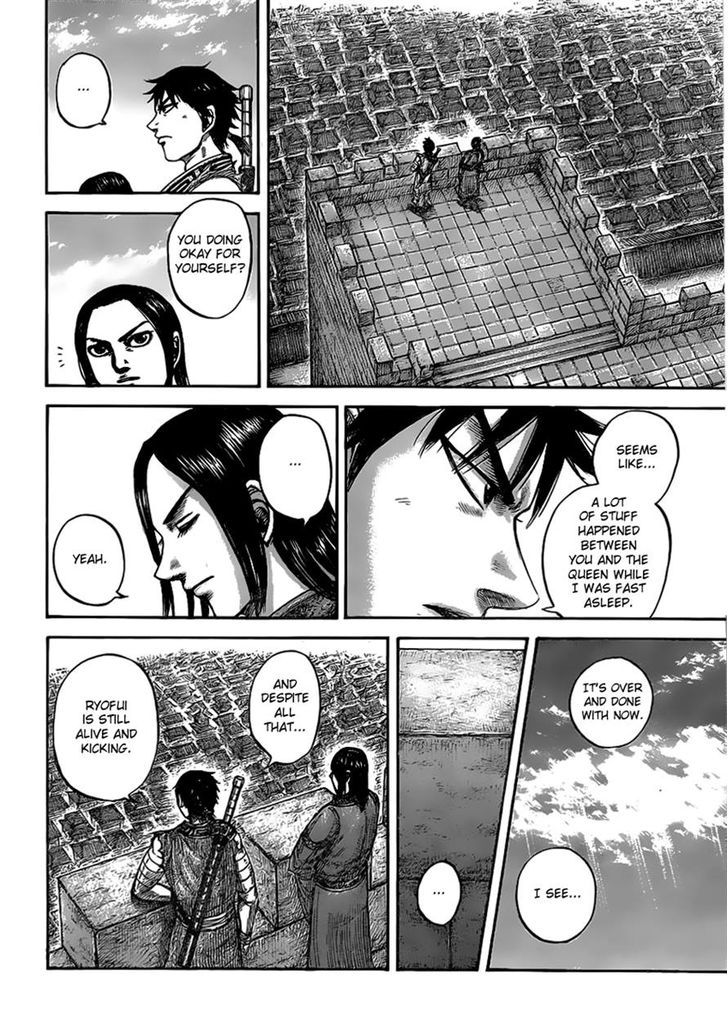 ...
YOU DOING
OKAY FOR
YOURSELF?
SEEMS
LIKE...
A LOT
OF STUFF
HAPPENED
BETWEEN
YOU AND THE
QUEEN WHILE
I WAS FAST
ASLEEP.
...
YEAH.
IT'S OVER
AND DONE
WITH NOW.
I SEE...
...
AND
DESPITE
ALL
THAT...
RYOFUI
IS STILL
ALIVE AND
KICKING.